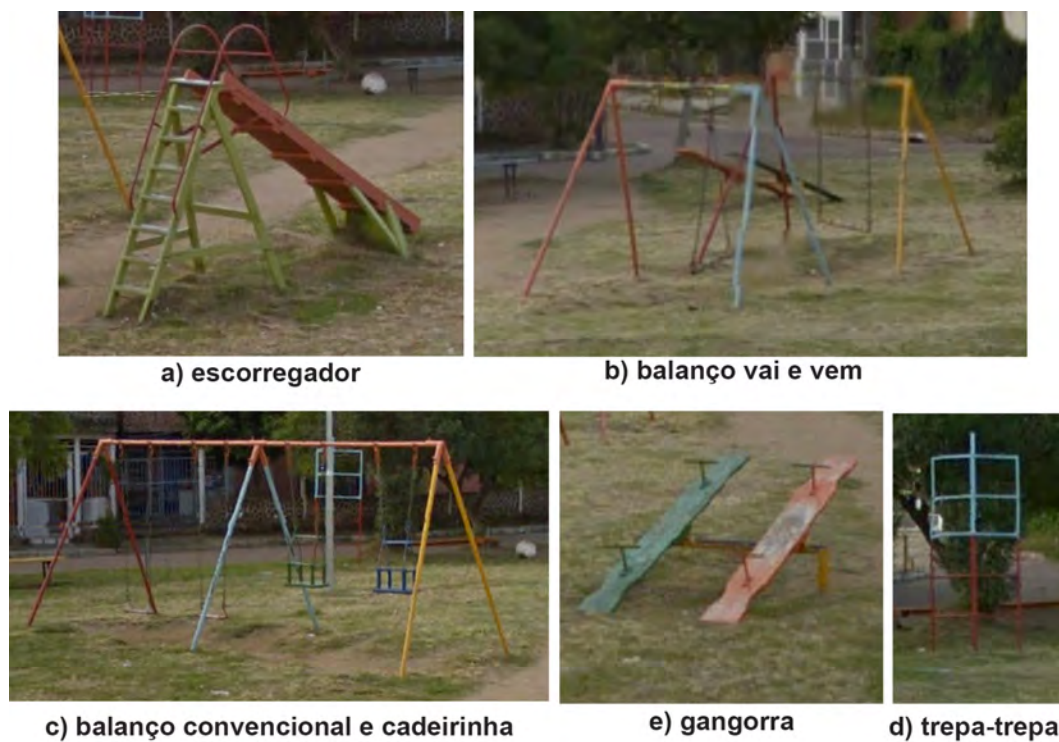 a) escorregador
b) balanço vai e vem
c) balanço convencional e cadeirinha
e) gangorra
d) trepa-trepa